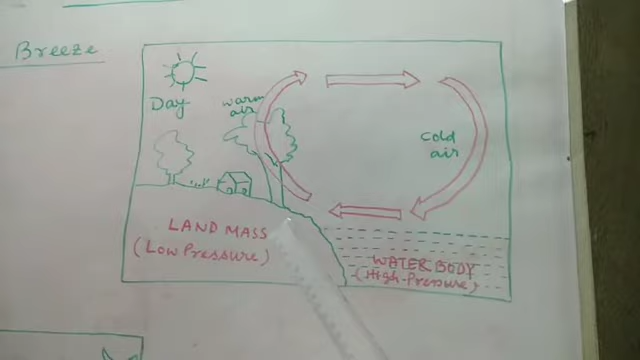 Breeze
Day
warm
air
cold
air
LAND MASS
(Low Pressure)
WATER BODY
(High-Pressure)